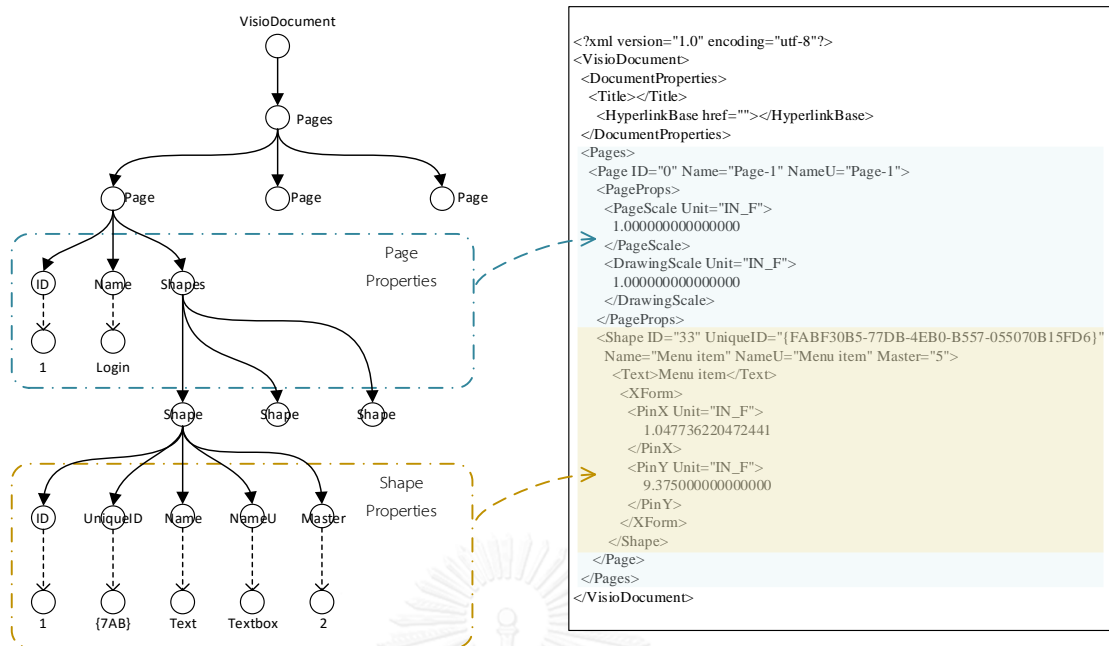 VisioDocument
Pages
Page
Page
Page
Page
Properties
ID
Name
Shapes
1
Login
Shape
Shape
Shape
Shape
Properties
ID
UniqueID
Name
NameU
Master
1
{7AB}
Text
Textbox
2
<?xml version="1.0" encoding="utf-8"?>
<VisioDocument>
<DocumentProperties>
<Title></Title>
<HyperlinkBase href=""></HyperlinkBase>
</DocumentProperties>
<Pages>
<Page ID="0" Name="Page-1" NameU="Page-1">
<PageProps>
<PageScale Unit="IN_F">
1.000000000000000
</PageScale>
<DrawingScale Unit="IN_F">
1.000000000000000
</DrawingScale>
</PageProps>
<Shape ID="33" UniqueID="{FABF30B5-77DB-4EB0-B557-055070B15FD6}"
Name="Menu item" NameU="Menu item" Master="5">
<Text>Menu item</Text>
<XForm>
<PinX Unit="IN_F">
1.047736220472441
</PinX>
<PinY Unit="IN_F">
9.375000000000000
</PinY>
</XForm>
</Shape>
</Page>
</Pages>
</VisioDocument>